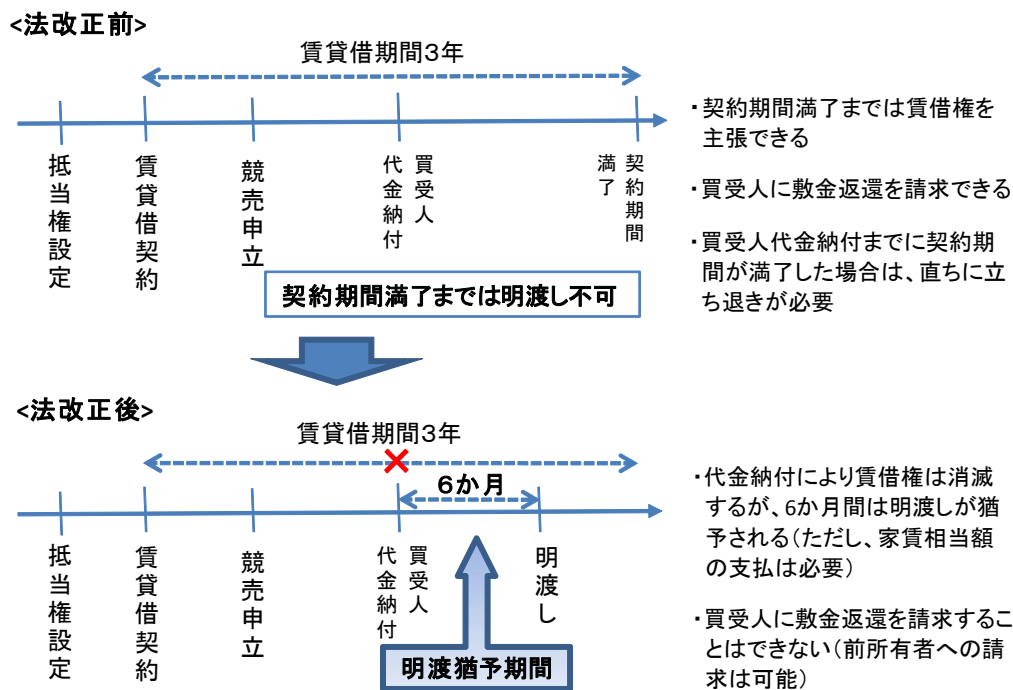 <法改正前>
賃貸借期間3年
抵当権設定
賃貸借契約
競売申立
買受人
代金納付
契約期間
満了
契約期間満了までは明渡し不可
・契約期間満了までは賃借権を
主張できる
・買受人に敷金返還を請求できる
・買受人代金納付までに契約期
間が満了した場合は、直ちに立
ち退きが必要
<法改正後>
賃貸借期間3年
6か月
抵当権設定
賃貸借契約
競売申立
買受人
代金納付
明渡し
明渡猶予期間
・代金納付により賃借権は消滅
するが、6か月間は明渡しが猶
予される(ただし、家賃相当額
の支払は必要)
・買受人に敷金返還を請求するこ
とはできない(前所有者への請
求は可能)